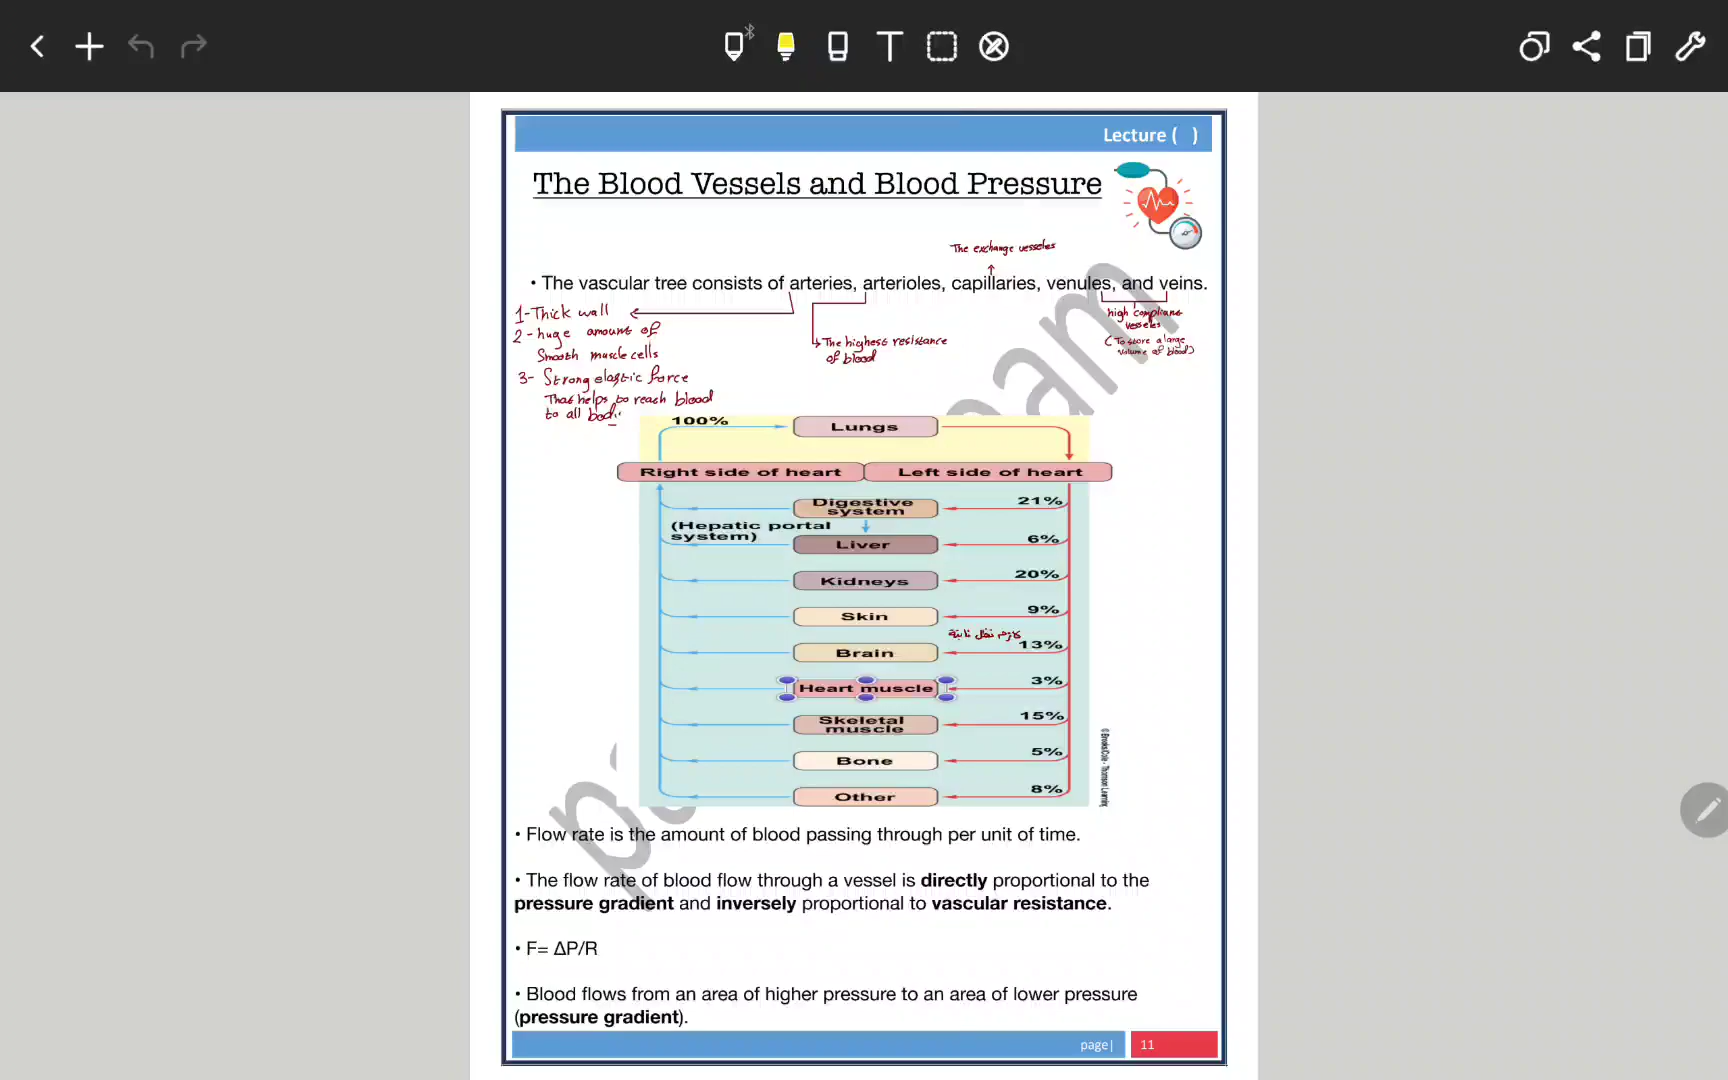 Lecture ( )
The Blood Vessels and Blood Pressure
The exchange vesseles
• The vascular tree consists of arteries, arterioles, capillaries, venules, and veins.
1-Thick wall
2-huge amount of
Smooth muscle cells
3- Strong elastic force
That helps to reach blood
to all body
The highest resistance
of blood
high compliance
vesseles
(To store a large
volume of blood)
100%
Lungs
Right side of heart
Left side of heart
Digestive
system
21%
(Hepatic portal
system)
Liver
6%
Kidneys
20%
Skin
9%
Brain
13%
Heart muscle
3%
Skeletal
muscle
15%
Bone
5%
Other
8%
• Flow rate is the amount of blood passing through per unit of time.
• The flow rate of blood flow through a vessel is directly proportional to the
pressure gradient and inversely proportional to vascular resistance.
• F= ΔP/R
• Blood flows from an area of higher pressure to an area of lower pressure
(pressure gradient).
page|
11